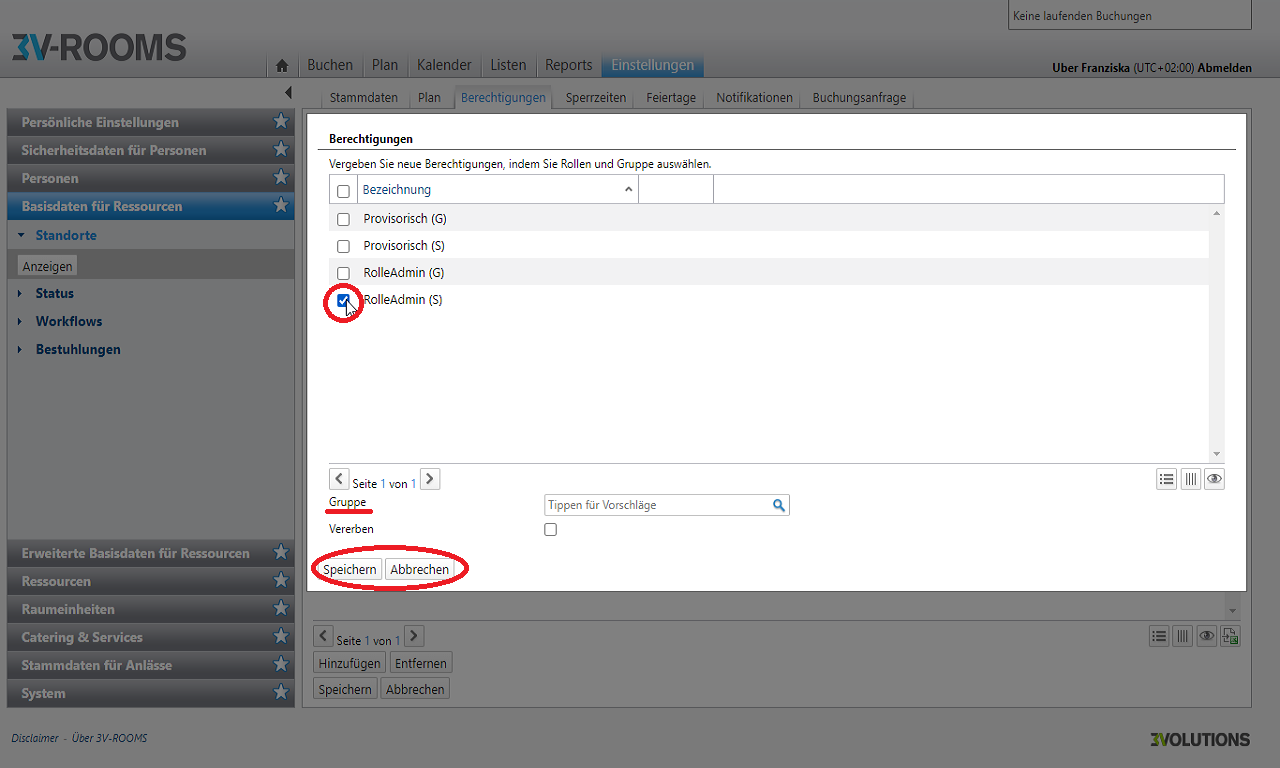 Keine laufenden Buchungen
3V-ROOMS
Buchen Plan Kalender Listen Reports Einstellungen
Uber Franziska (UTC+02:00) Abmelden
Stammdaten Plan Berechtigungen Sperrzeiten Feiertage Notifikationen Buchungsanfrage
Persönliche Einstellungen
Sicherheitsdaten für Personen
Personen
Basisdaten für Ressourcen
Standorte
Anzeigen
Status
Workflows
Bestuhlungen
Erweiterte Basisdaten für Ressourcen
Ressourcen
Raumeinheiten
Catering & Services
Stammdaten für Anlässe
System
Berechtigungen
Vergeben Sie neue Berechtigungen, indem Sie Rollen und Gruppe auswählen.
Bezeichnung
Provisorisch (G)
Provisorisch (S)
RolleAdmin (G)
RolleAdmin (S)
Seite 1 von 1
Gruppe Tippen für Vorschläge
Vererben
Speichern Abbrechen
Seite 1 von 1
Hinzufügen Entfernen
Speichern Abbrechen
Disclaimer - Über 3V-ROOMS
3VOLUTIONS